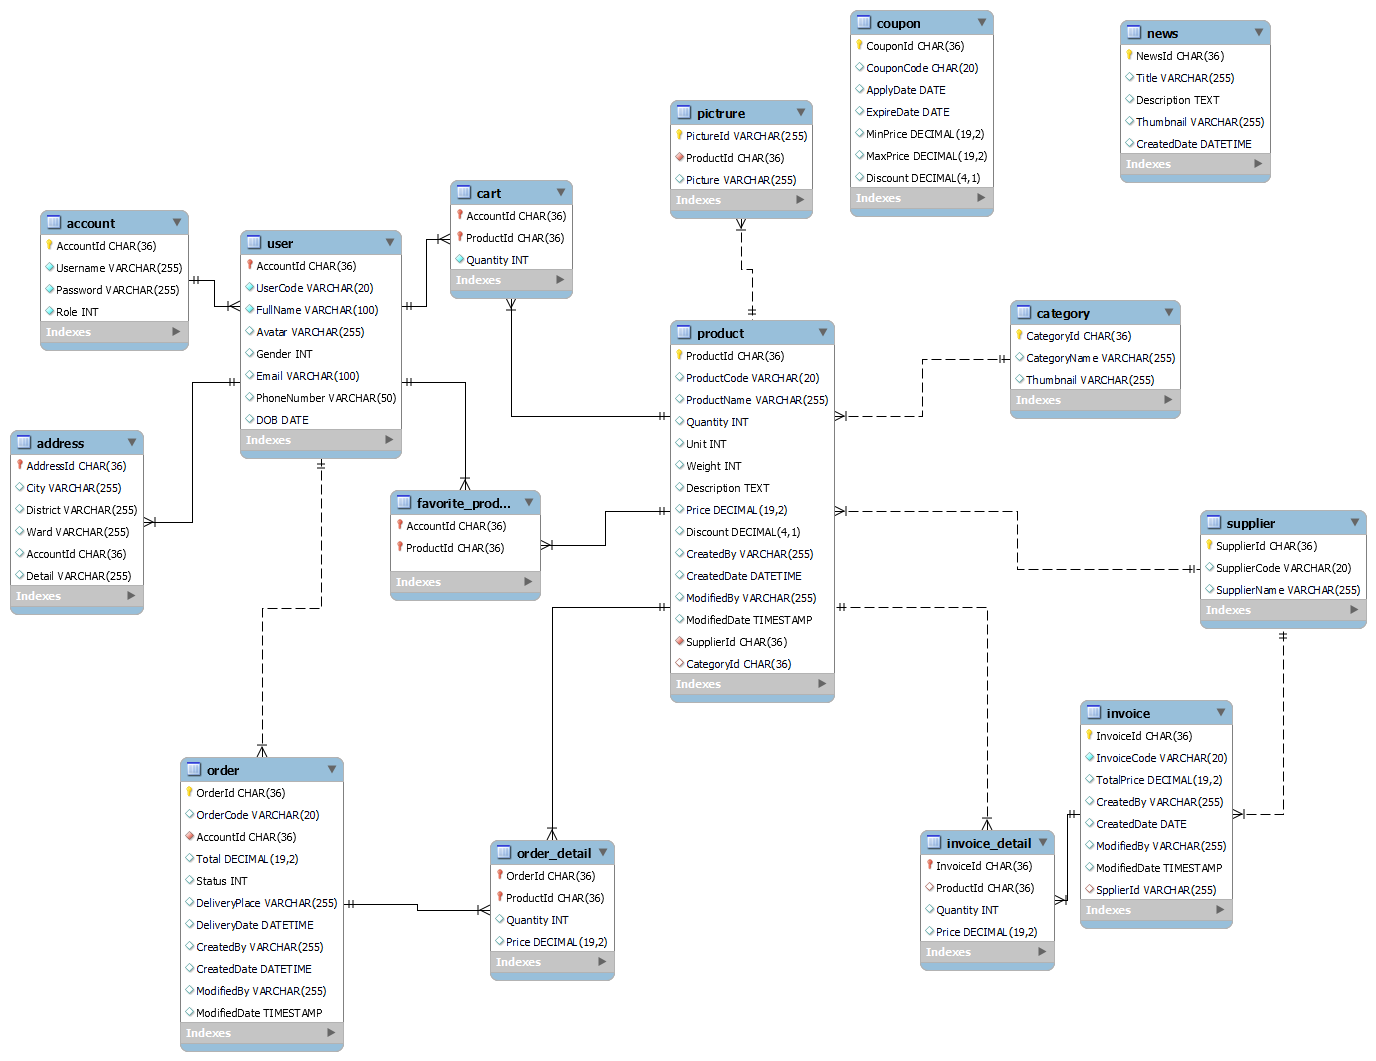 coupon
CouponId CHAR(36)
CouponCode CHAR(20)
ApplyDate DATE
ExpireDate DATE
MinPrice DECIMAL(19,2)
MaxPrice DECIMAL(19,2)
Discount DECIMAL(4,1)
Indexes
news
NewsId CHAR(36)
Title VARCHAR(255)
Description TEXT
Thumbnail VARCHAR(255)
CreatedDate DATETIME
Indexes
pictrure
PictureId VARCHAR(255)
ProductId CHAR(36)
Picture VARCHAR(255)
Indexes
cart
AccountId CHAR(36)
ProductId CHAR(36)
Quantity INT
Indexes
account
AccountId CHAR(36)
Username VARCHAR(255)
Password VARCHAR(255)
Role INT
Indexes
user
AccountId CHAR(36)
UserCode VARCHAR(20)
FullName VARCHAR(100)
Avatar VARCHAR(255)
Gender INT
Email VARCHAR(100)
PhoneNumber VARCHAR(50)
DOB DATE
Indexes
product
ProductId CHAR(36)
ProductCode VARCHAR(20)
ProductName VARCHAR(255)
Quantity INT
Unit INT
Weight INT
Description TEXT
Price DECIMAL(19,2)
Discount DECIMAL(4,1)
CreatedBy VARCHAR(255)
CreatedDate DATETIME
ModifiedBy VARCHAR(255)
ModifiedDate TIMESTAMP
SupplierId CHAR(36)
CategoryId CHAR(36)
Indexes
category
CategoryId CHAR(36)
CategoryName VARCHAR(255)
Thumbnail VARCHAR(255)
Indexes
address
AddressId CHAR(36)
City VARCHAR(255)
District VARCHAR(255)
Ward VARCHAR(255)
AccountId CHAR(36)
Detail VARCHAR(255)
Indexes
favorite_prod...
AccountId CHAR(36)
ProductId CHAR(36)
Indexes
supplier
SupplierId CHAR(36)
SupplierCode VARCHAR(20)
SupplierName VARCHAR(255)
Indexes
invoice
InvoiceId CHAR(36)
InvoiceCode VARCHAR(20)
TotalPrice DECIMAL(19,2)
CreatedBy VARCHAR(255)
CreatedDate DATE
ModifiedBy VARCHAR(255)
ModifiedDate TIMESTAMP
SpplierId VARCHAR(255)
Indexes
order
OrderId CHAR(36)
OrderCode VARCHAR(20)
AccountId CHAR(36)
Total DECIMAL(19,2)
Status INT
DeliveryPlace VARCHAR(255)
DeliveryDate DATETIME
CreatedBy VARCHAR(255)
CreatedDate DATETIME
ModifiedBy VARCHAR(255)
ModifiedDate TIMESTAMP
Indexes
order_detail
OrderId CHAR(36)
ProductId CHAR(36)
Quantity INT
Price DECIMAL(19,2)
Indexes
invoice_detail
InvoiceId CHAR(36)
ProductId CHAR(36)
Quantity INT
Price DECIMAL(19,2)
Indexes